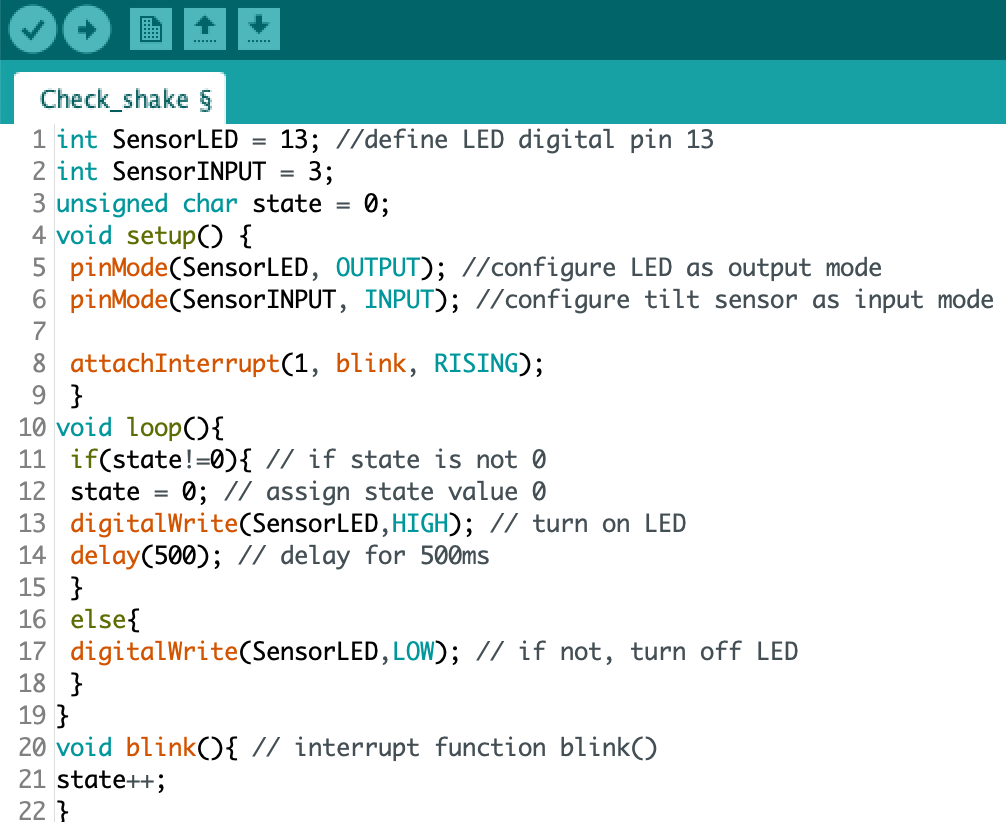 Check_shake §
1 int SensorLED = 13; //define LED digital pin 13
2 int SensorINPUT = 3;
3 unsigned char state = 0;
4 void setup() {
5 pinMode(SensorLED, OUTPUT); //configure LED as output mode
6 pinMode(SensorINPUT, INPUT); //configure tilt sensor as input mode
7
8 attachInterrupt(1, blink, RISING);
9 }
10 void loop(){
11 if(state!=0){ // if state is not 0
12 state = 0; // assign state value 0
13 digitalWrite(SensorLED,HIGH); // turn on LED
14 delay(500); // delay for 500ms
15 }
16 else{
17 digitalWrite(SensorLED,LOW); // if not, turn off LED
18 }
19 }
20 void blink(){ // interrupt function blink()
21 state++;
22 }